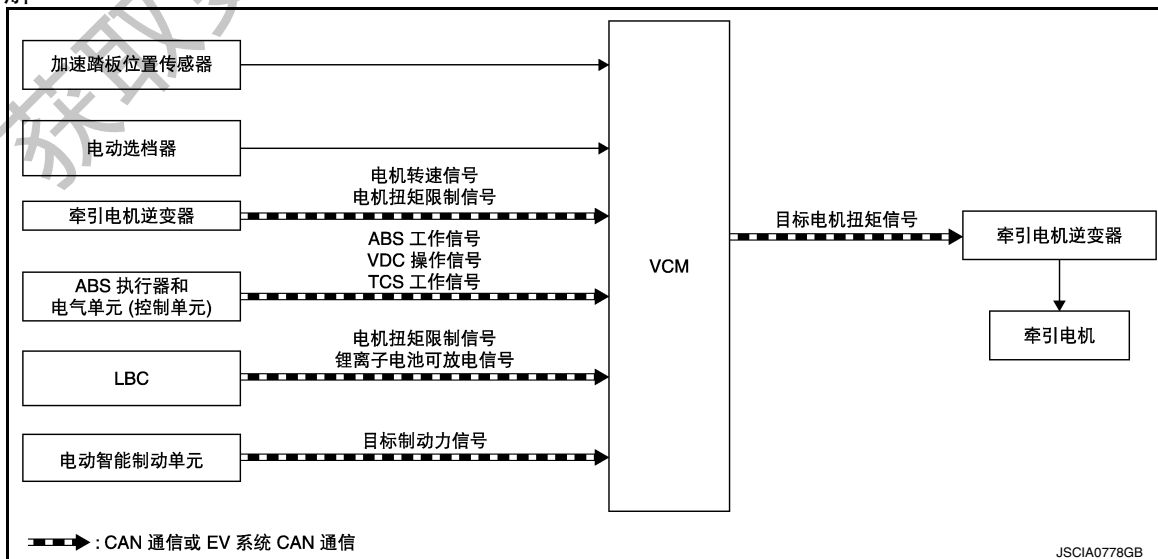 加速踏板位置传感器
电动选档器
电机转速信号
电机扭矩限制信号
牵引电机逆变器
ABS 工作信号
VDC 操作信号
TCS 工作信号
ABS 执行器和
电气单元 (控制单元)
电机扭矩限制信号
锂离子电池可放电信号
LBC
目标制动力信号
电动智能制动单元
VCM
目标电机扭矩信号
牵引电机逆变器
牵引电机
: CAN 通信或 EV 系统 CAN 通信
JSCIA0778GB
获取